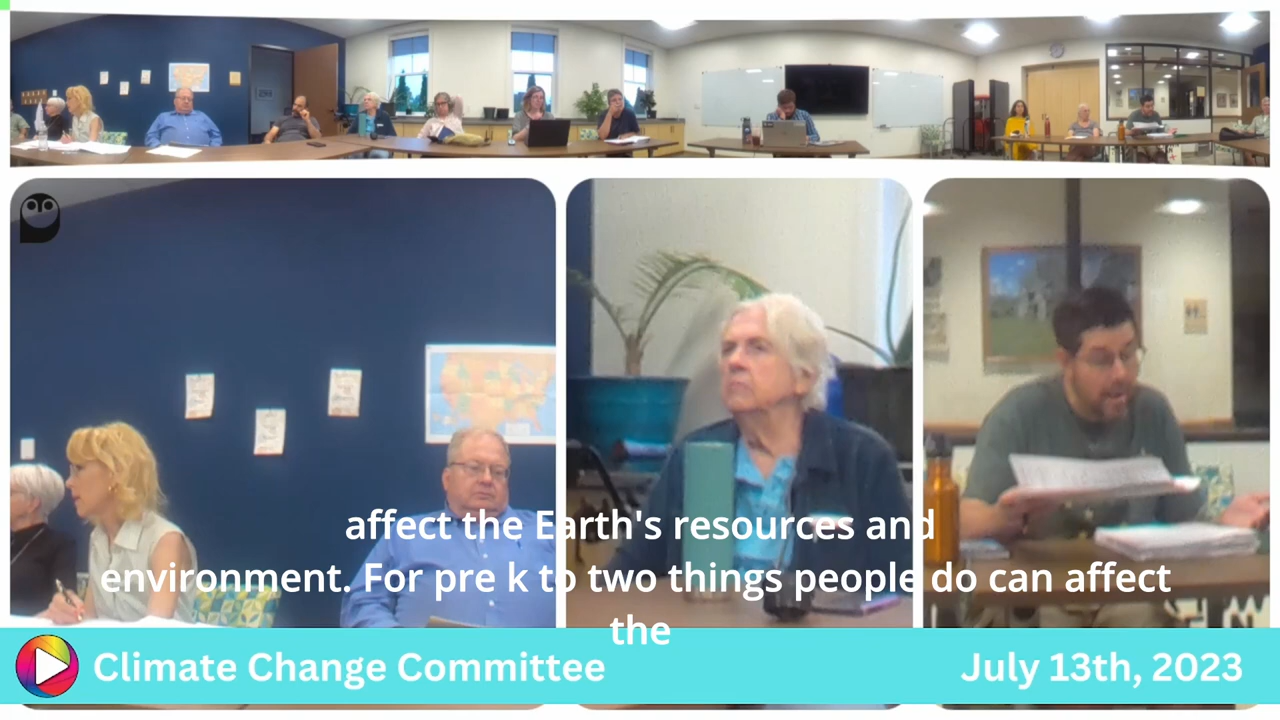 affect the Earth's resources and
environment. For pre k to two things people do can affect
the
Climate Change Committee
July 13th, 2023